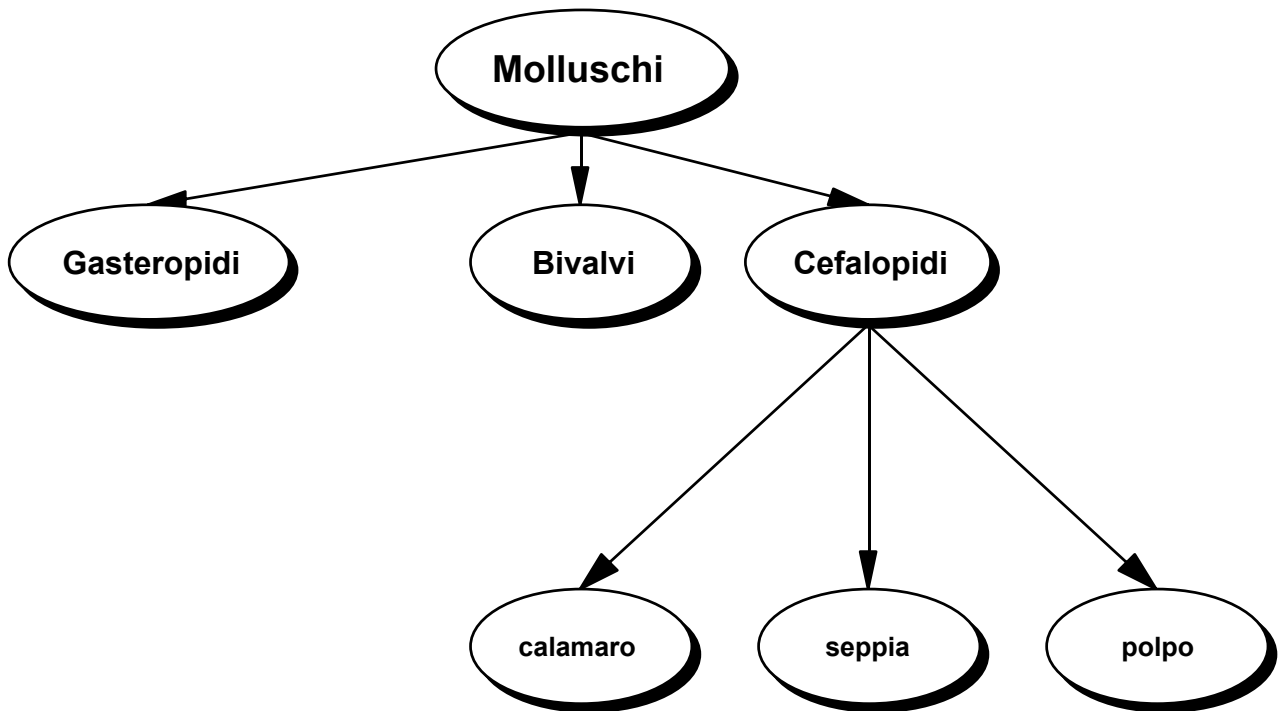 Molluschi
Gasteropidi
Bivalvi
Cefalopidi
calamaro
seppia
polpo